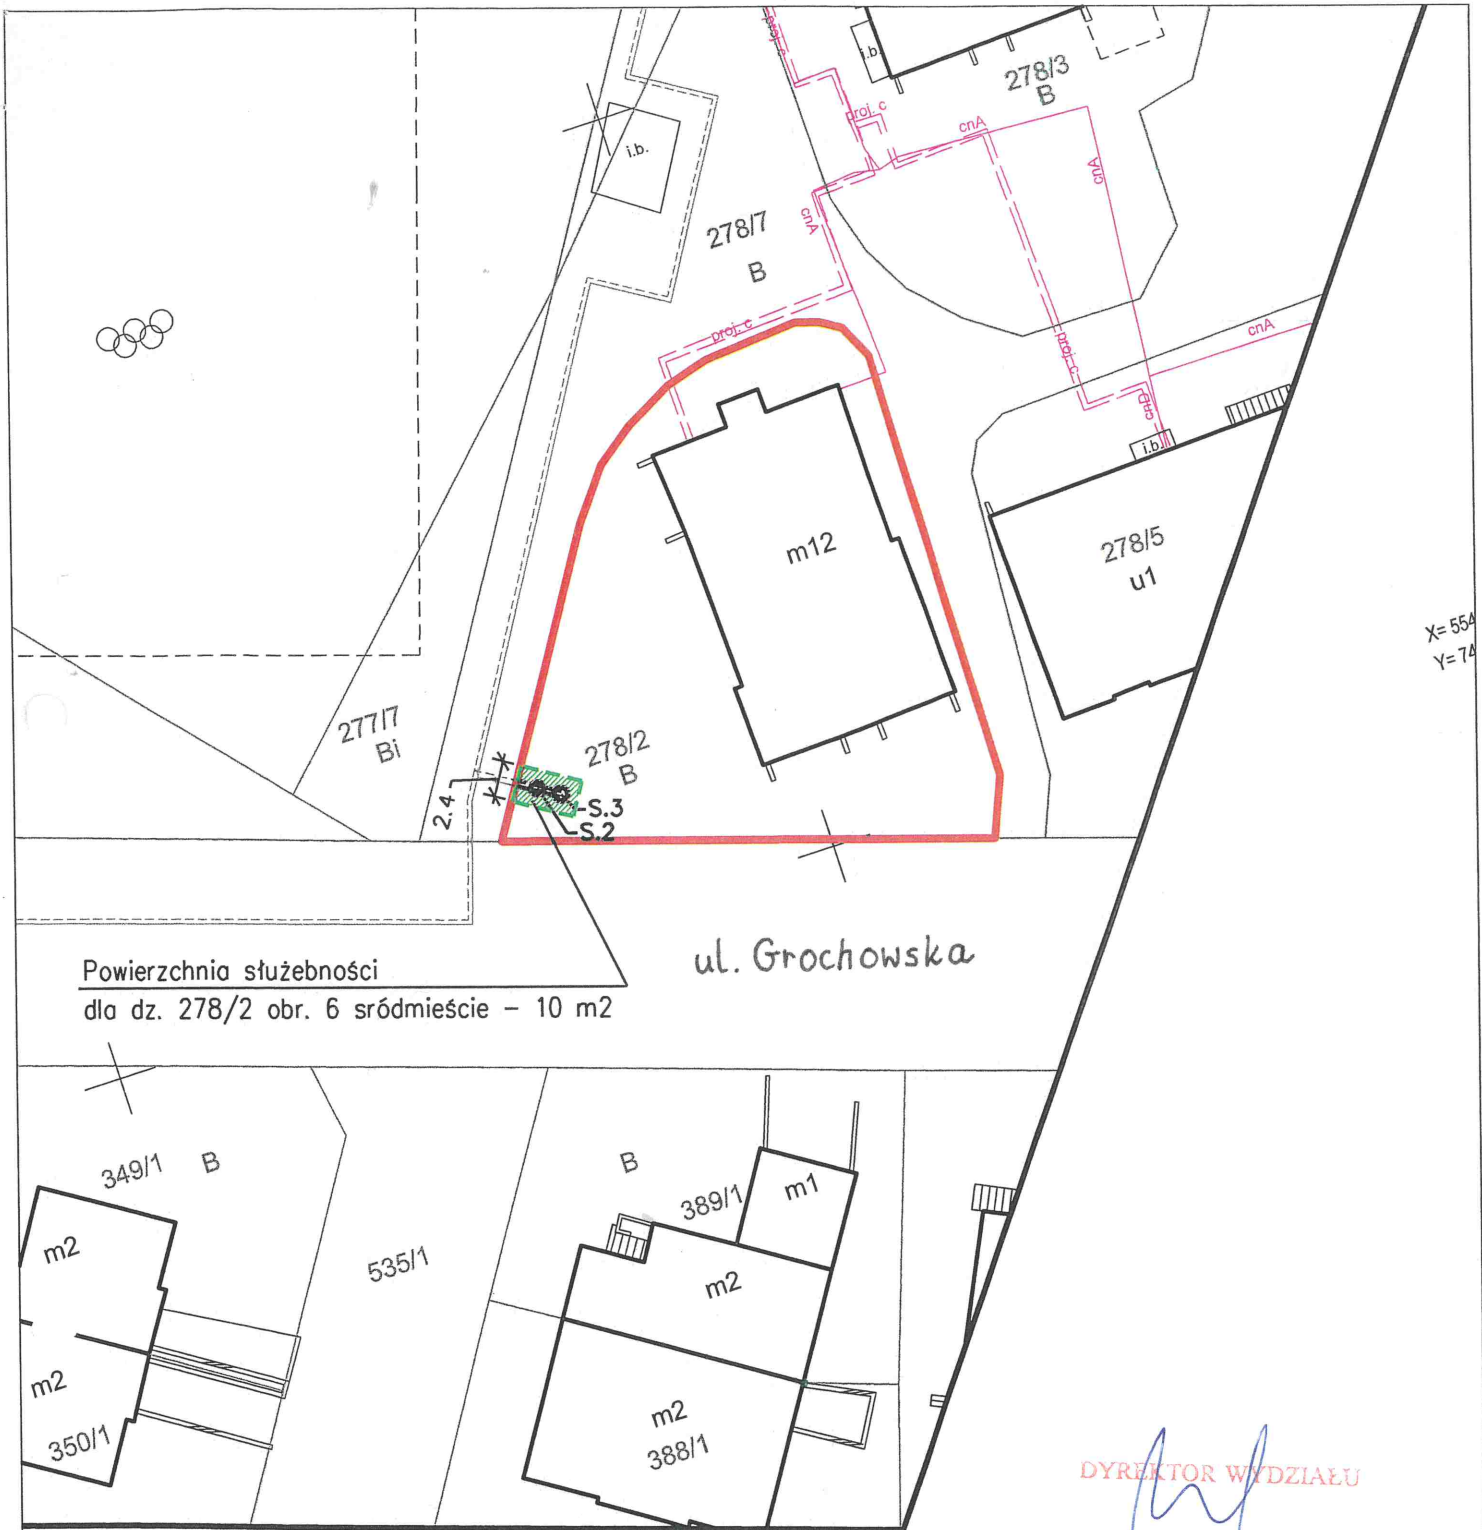 proj. c
i.b.
278/3
B
proj. c
cnA
i.b.
cnA
278/7
B
cnA
proj. c
cnA
proj. c
cnD
i.b.
m12
278/5
u1
X= 554
Y= 74
277/7
Bi
278/2
B
2.4
S.3
S.2
ul. Grochowska
Powierzchnia służebności
dla dz. 278/2 obr. 6 sródmieście – 10 m2
349/1 B
B
m1
389/1
m2
535/1
m2
m2
m2
350/1
388/1
DYREKTOR WYDZIAŁU